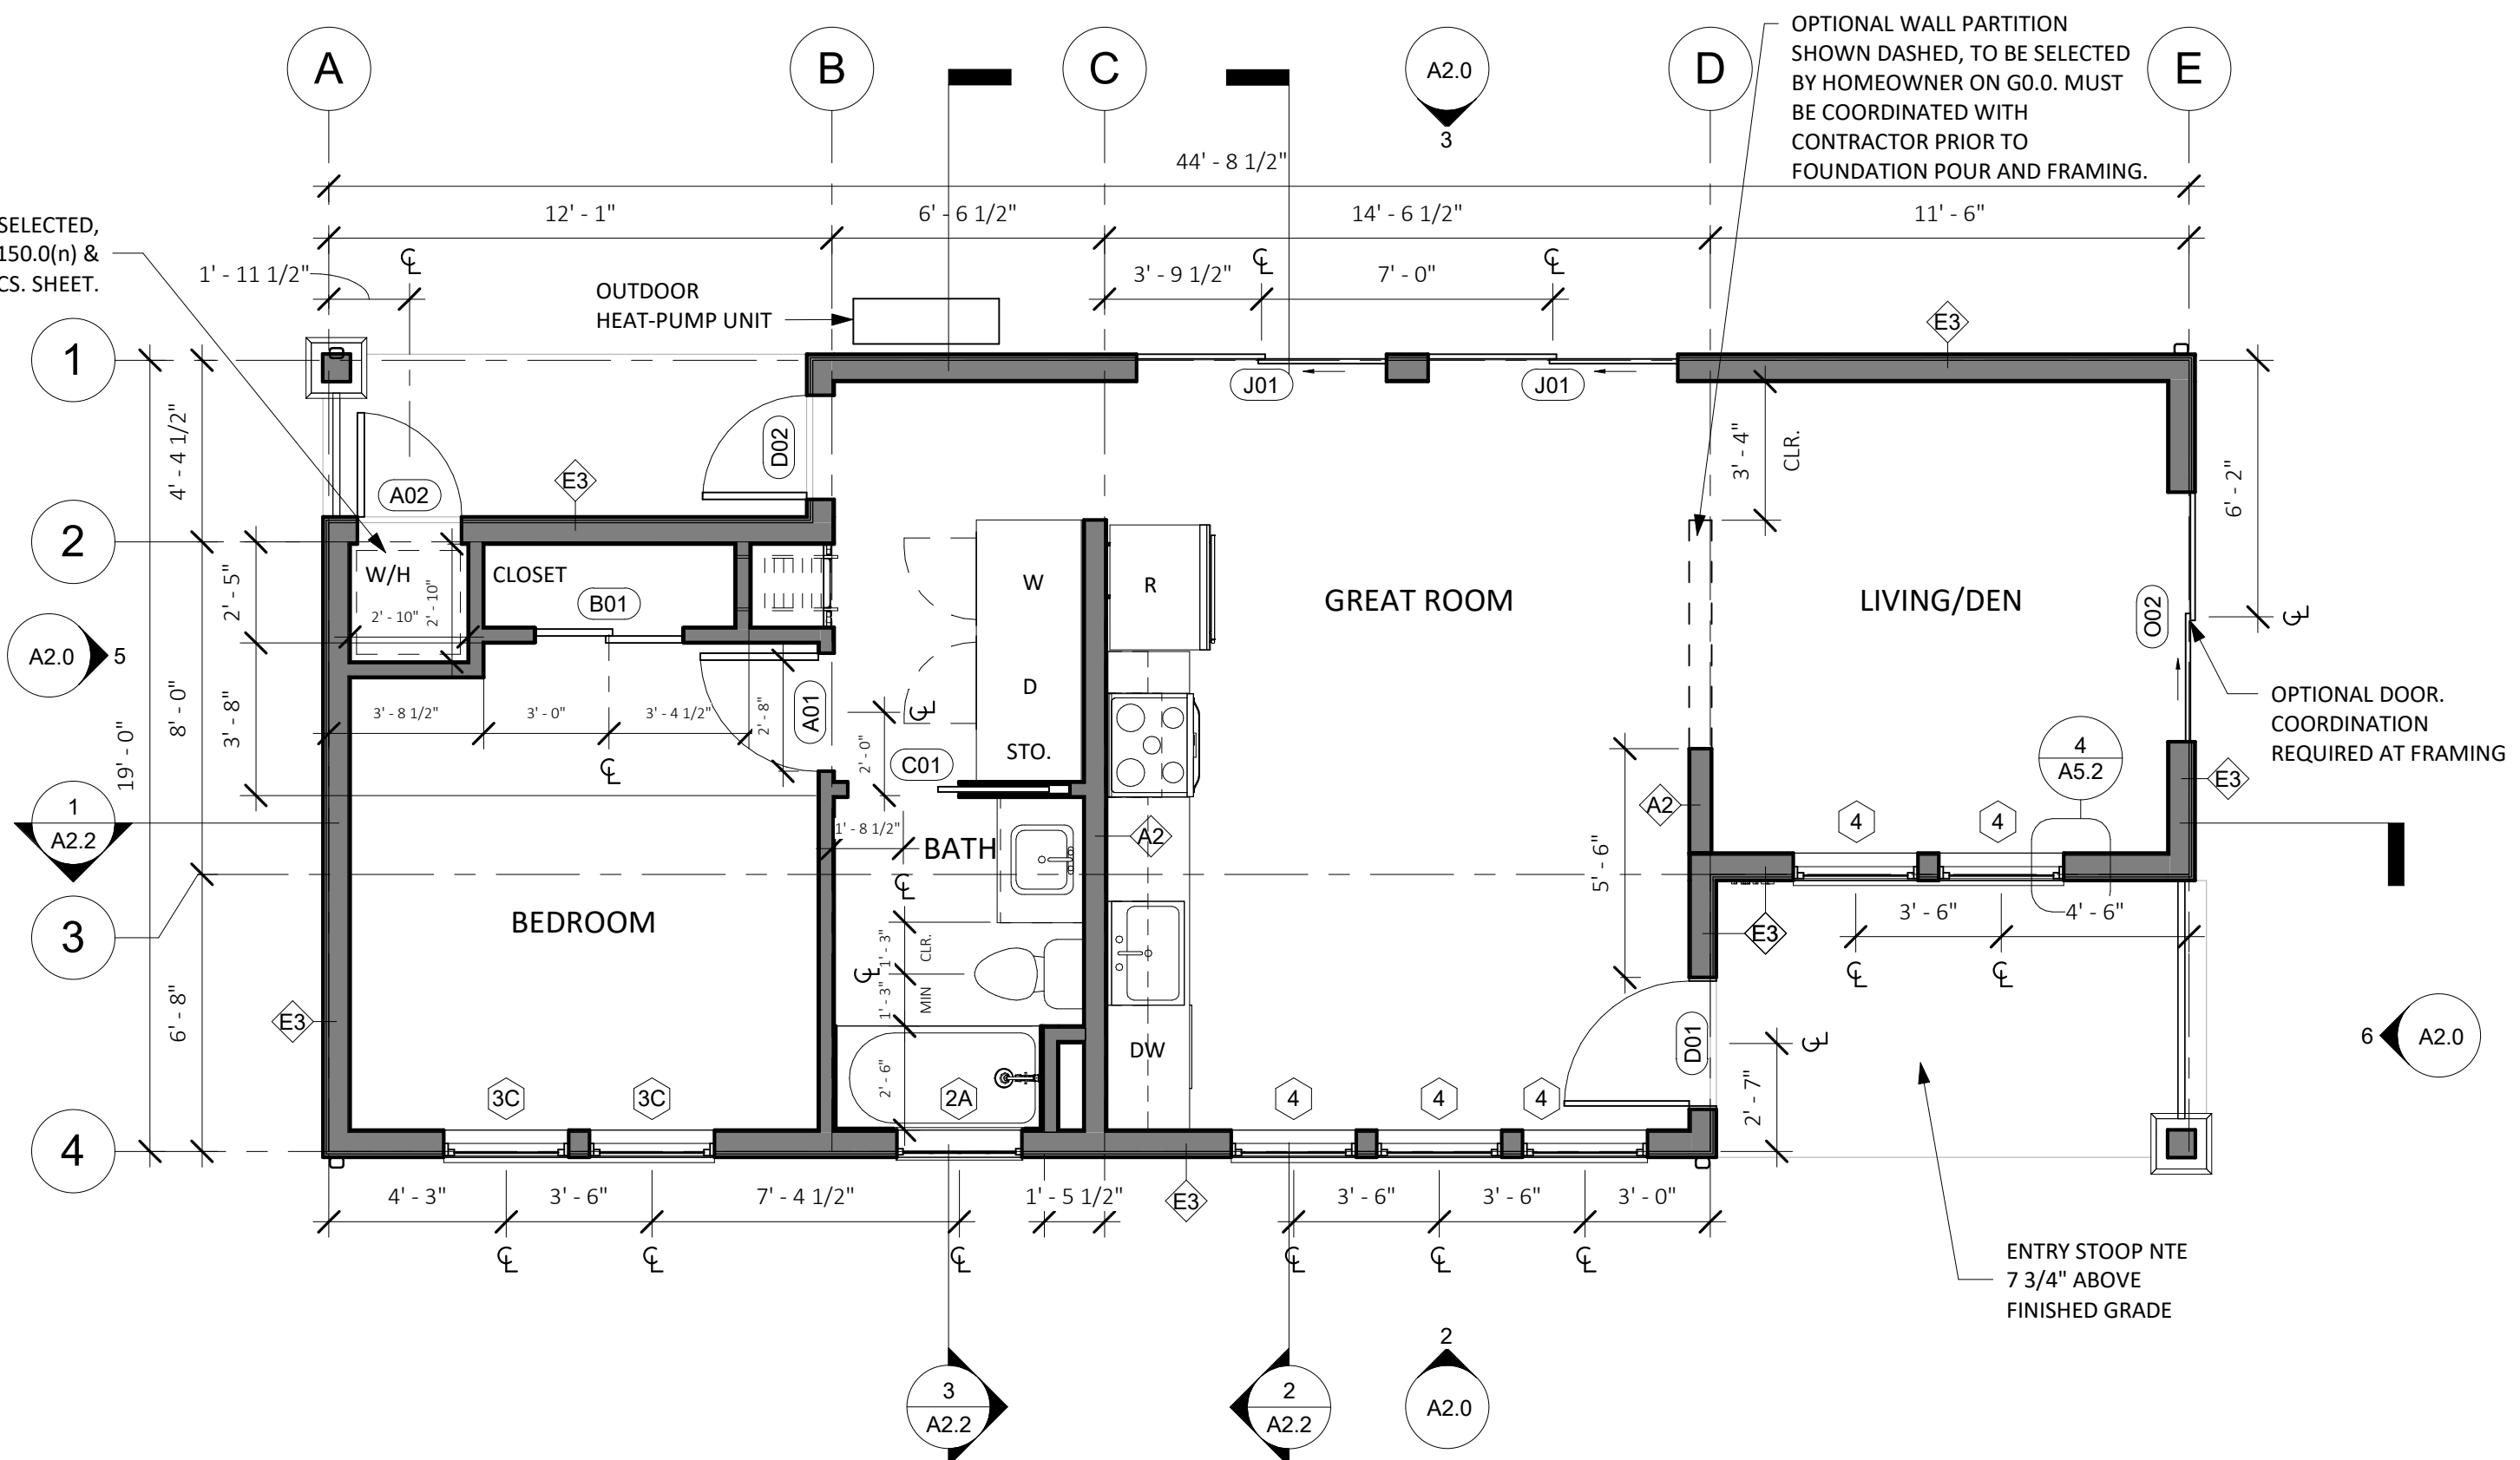 A
B
C
A2.0
3
D
E
OPTIONAL WALL PARTITION
SHOWN DASHED, TO BE SELECTED
BY HOMEOWNER ON G0.0. MUST
BE COORDINATED WITH
CONTRACTOR PRIOR TO
FOUNDATION POUR AND FRAMING.
44' - 8 1/2"
12' - 1"
6' - 6 1/2"
14' - 6 1/2"
11' - 6"
SELECTED,
150.0(n) &
CS. SHEET.
1' - 11 1/2"
℄
3' - 9 1/2"
℄
7' - 0"
℄
OUTDOOR
HEAT-PUMP UNIT
E3
1
J01
J01
4' - 4 1/2"
D02
3' - 4"
CLR.
A02
E3
6' - 2"
2
W/H
CLOSET
W
R
GREAT ROOM
LIVING/DEN
2' - 5"
2' - 10"
2' - 10"
B01
O02
℄
A2.0
5
D
OPTIONAL DOOR.
COORDINATION
REQUIRED AT FRAMING
8' - 0"
3' - 8"
3' - 8 1/2"
3' - 0"
3' - 4 1/2"
2' - 8"
A01
℄
19' - 0"
℄
2' - 0"
C01
STO.
4
A5.2
E3
1
A2.2
1' - 8 1/2"
BATH
A2
A2
4
4
5' - 6"
℄
3
BEDROOM
1' - 3"
CLR.
E3
3' - 6"
4' - 6"
℄
℄
℄
1' - 3"
MIN
E3
6' - 8"
DW
D01
℄
6
A2.0
2' - 6"
2' - 7"
3C
3C
2A
4
4
4
4
4' - 3"
3' - 6"
7' - 4 1/2"
1' - 5 1/2"
E3
3' - 6"
3' - 6"
3' - 0"
℄
℄
℄
℄
℄
℄
ENTRY STOOP NTE
7 3/4" ABOVE
FINISHED GRADE
3
A2.2
2
A2.2
2
A2.0